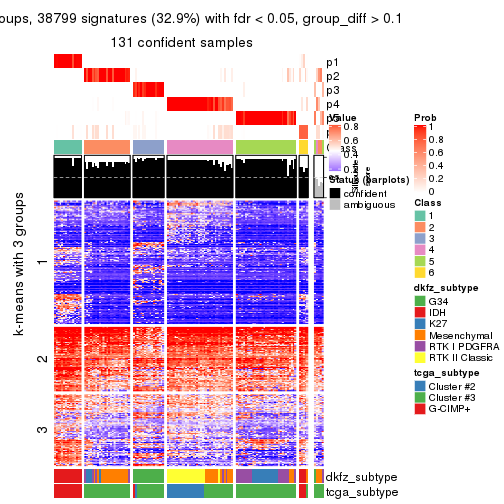 oups, 38799 signatures (32.9%) with fdr < 0.05, group_diff > 0.1
131 confident samples
p1
p2
p3
p4
k-means with 3 groups
1
2
3
Value
0.8
0.6
0.4
0.2
Status (barplots)
confident
ambiguous
Prob
1
0.8
0.6
0.4
0.2
0
Class
1
2
3
4
5
6
dkfz_subtype
G34
IDH
K27
Mesenchymal
RTK I PDGFRA
RTK II Classic
tcga_subtype
Cluster #2
Cluster #3
G-CIMP+
dkfz_subtype
tcga_subtype